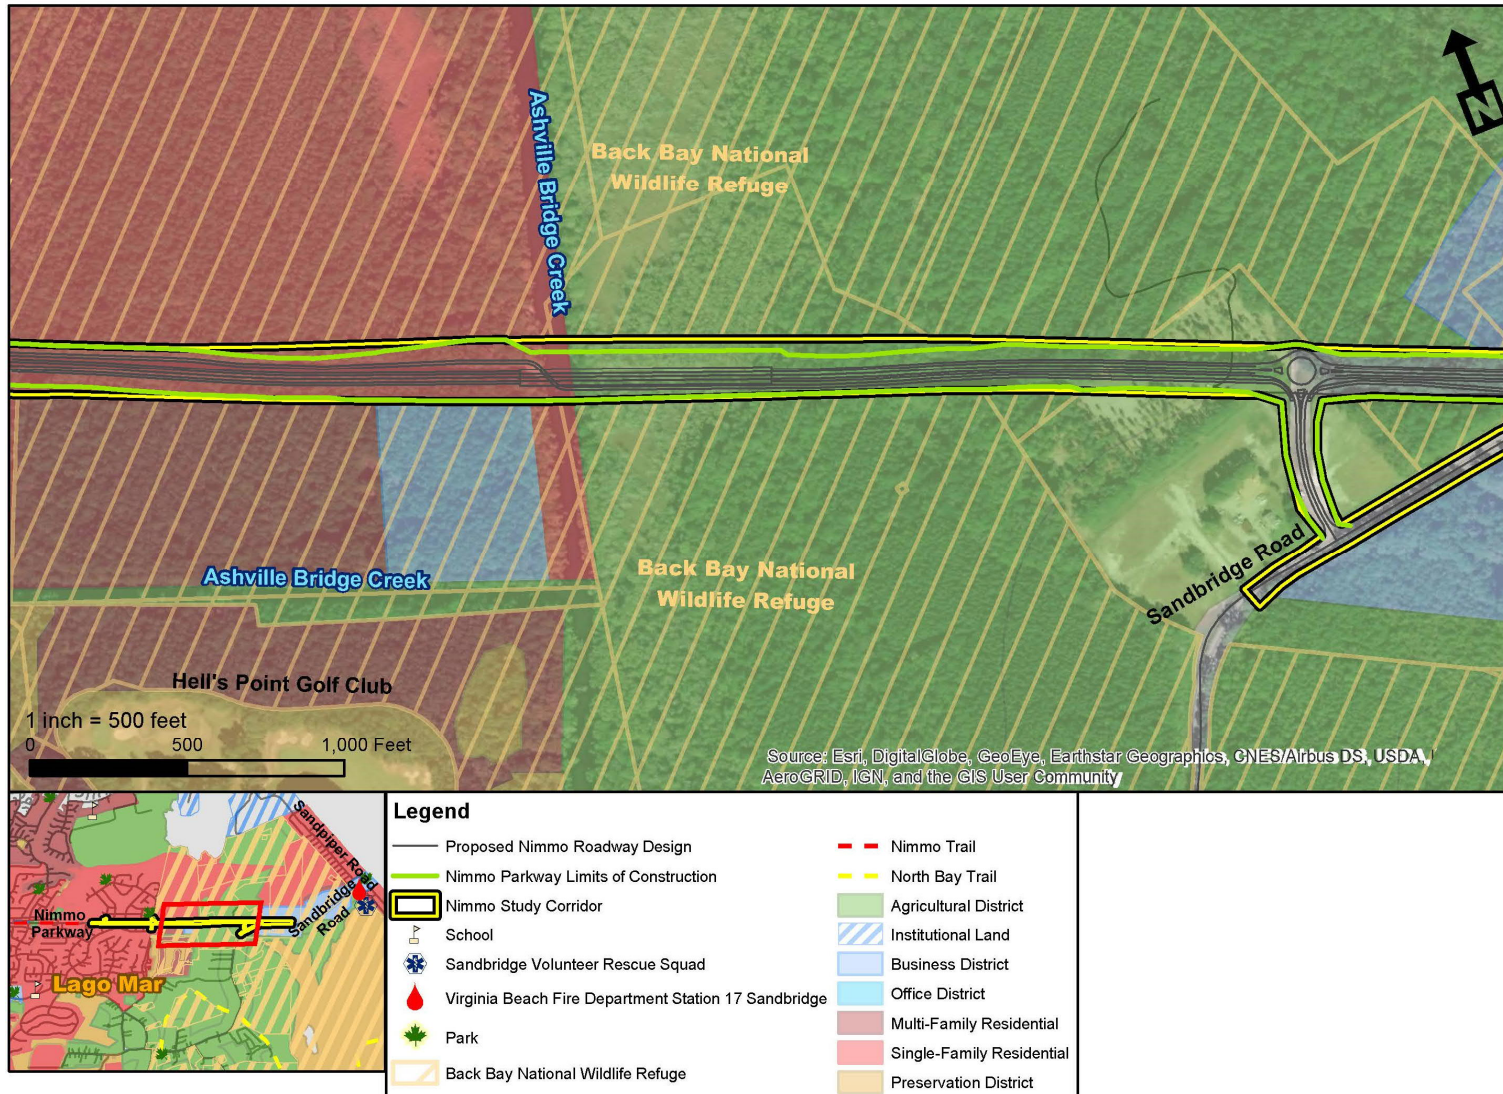 Ashville Bridge Creek
Back Bay National
Wildlife Refuge
N
Ashville Bridge Creek
Back Bay National
Wildlife Refuge
Sandbridge Road
Hell's Point Golf Club
1 inch = 500 feet
0 500 1,000 Feet
Source: Esri, DigitalGlobe, GeoEye, Earthstar Geographics, CNES/Airbus DS, USDA,
AeroGRID, IGN, and the GIS User Community
Sandpiper Road
Sandbridge
Road
Nimmo
Parkway
Lago Mar
Legend
Proposed Nimmo Roadway Design
Nimmo Parkway Limits of Construction
Nimmo Study Corridor
School
Sandbridge Volunteer Rescue Squad
Virginia Beach Fire Department Station 17 Sandbridge
Park
Back Bay National Wildlife Refuge
Nimmo Trail
North Bay Trail
Agricultural District
Institutional Land
Business District
Office District
Multi-Family Residential
Single-Family Residential
Preservation District